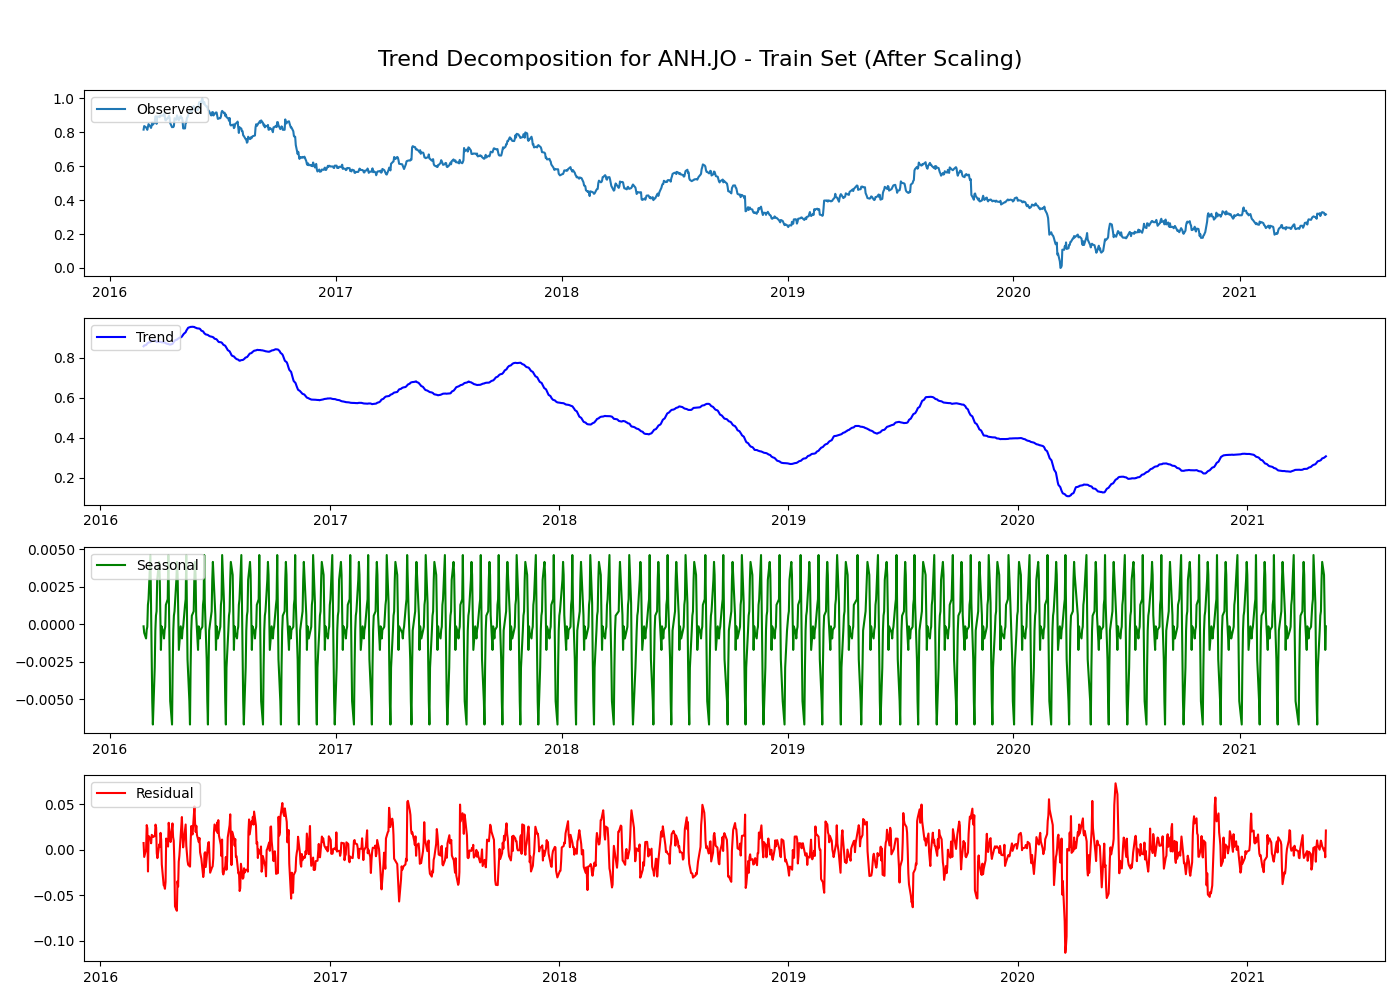 Trend Decomposition for ANH.JO - Train Set (After Scaling)
1.0
Observed
0.8
0.6
0.4
0.2
0.0
2016 2017 2018 2019 2020 2021
Trend
0.8
0.6
0.4
0.2
2016 2017 2018 2019 2020 2021
0.0050
Seasonal
0.0025
0.0000
−0.0025
−0.0050
2016 2017 2018 2019 2020 2021
Residual
0.05
0.00
−0.05
−0.10
2016 2017 2018 2019 2020 2021